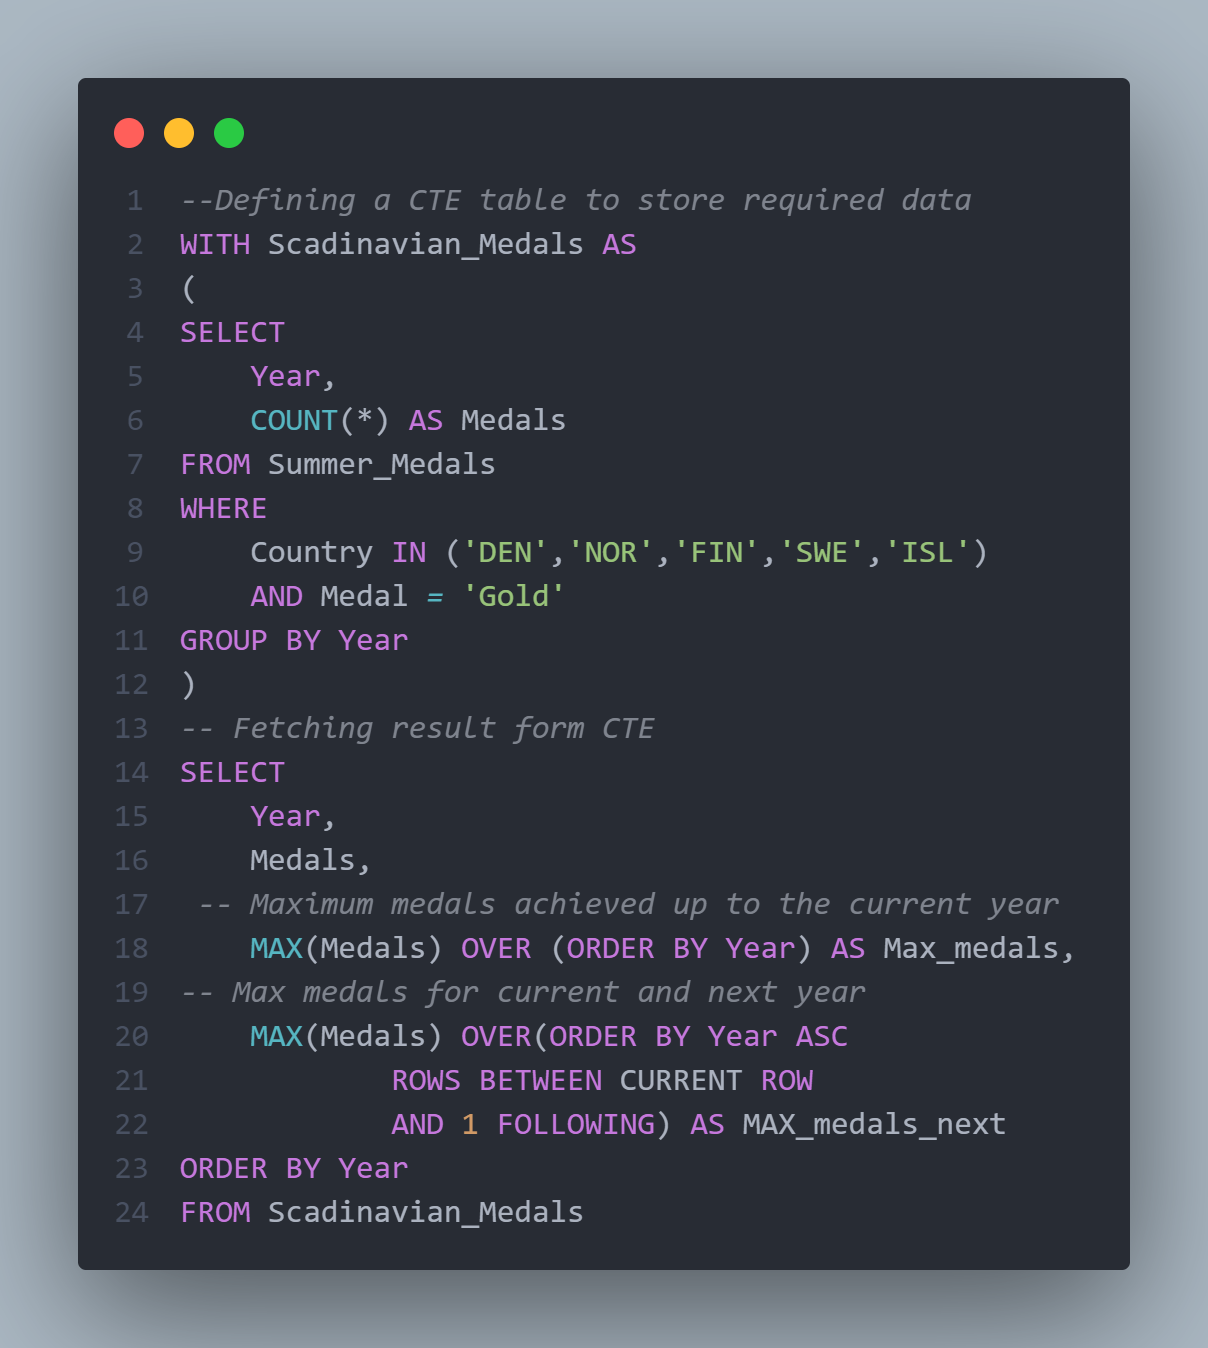 1 --Defining a CTE table to store required data
2 WITH Scadinavian_Medals AS
3 (
4 SELECT
5     Year,
6     COUNT(*) AS Medals
7 FROM Summer_Medals
8 WHERE
9     Country IN ('DEN','NOR','FIN','SWE','ISL')
10     AND Medal = 'Gold'
11 GROUP BY Year
12 )
13 -- Fetching result form CTE
14 SELECT
15     Year,
16     Medals,
17  -- Maximum medals achieved up to the current year
18     MAX(Medals) OVER (ORDER BY Year) AS Max_medals,
19 -- Max medals for current and next year
20     MAX(Medals) OVER(ORDER BY Year ASC
21             ROWS BETWEEN CURRENT ROW
22             AND 1 FOLLOWING) AS MAX_medals_next
23 ORDER BY Year
24 FROM Scadinavian_Medals